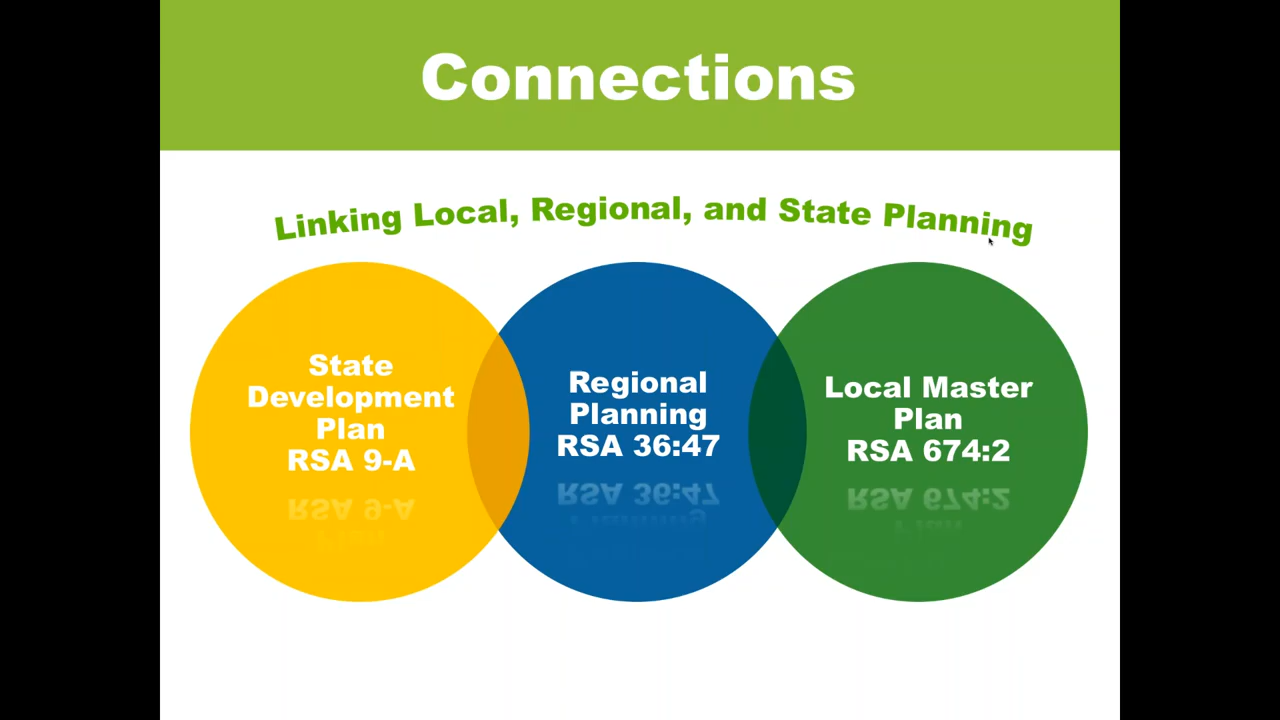 Connections
Linking Local, Regional, and State Planning
State
Development
Plan
RSA 9-A
Regional
Planning
RSA 36:47
Local Master
Plan
RSA 674:2